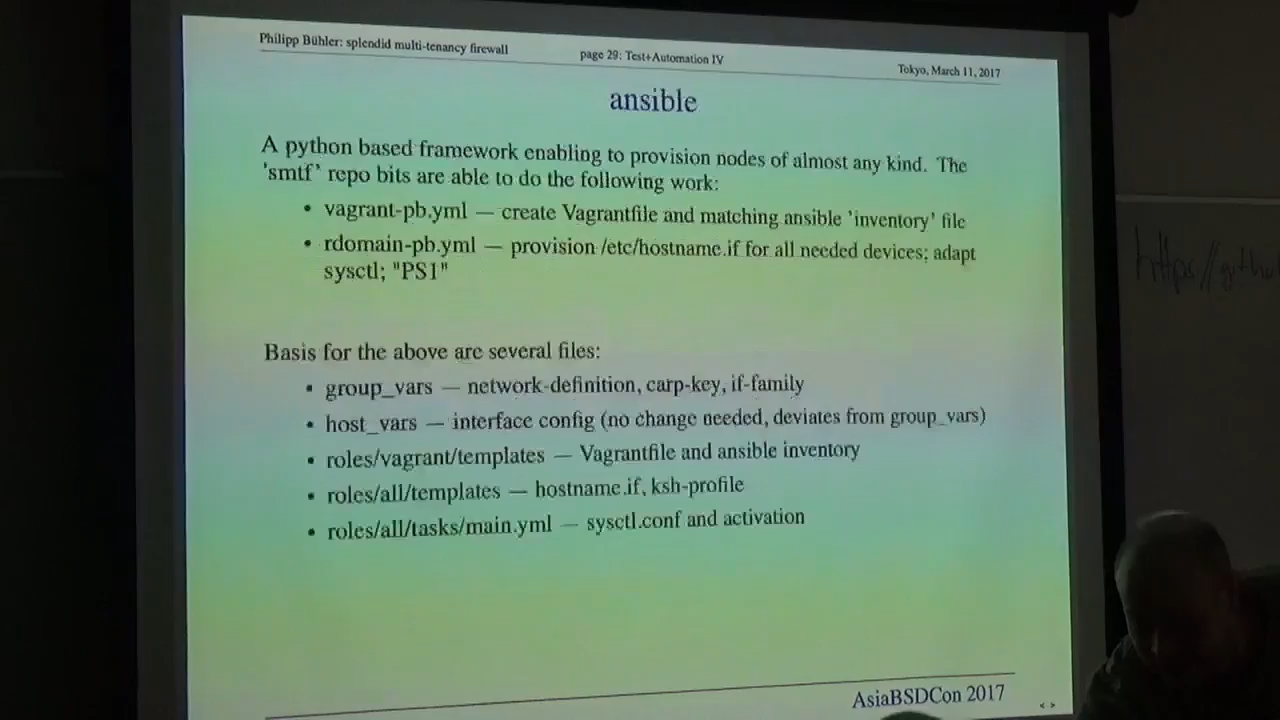 Philipp Bühler: splendid multi-tenancy firewall
page 29: Test+Automation IV
Tokyo, March 11, 2017
ansible
A python based framework enabling to provision nodes of almost any kind. The
'smtf' repo bits are able to do the following work:
• vagrant-pb.yml — create Vagrantfile and matching ansible 'inventory' file
• rdomain-pb.yml — provision /etc/hostname.if for all needed devices; adapt
sysctl; "PS1"
Basis for the above are several files:
• group_vars — network-definition, carp-key, if-family
• host_vars — interface config (no change needed, deviates from group_vars)
• roles/vagrant/templates — Vagrantfile and ansible inventory
• roles/all/templates — hostname.if, ksh-profile
• roles/all/tasks/main.yml — sysctl.conf and activation
AsiaBSDCon 2017
< >
https://